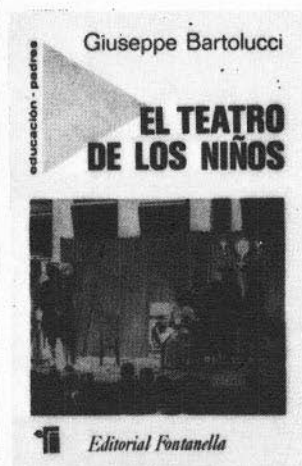 Giuseppe Bartolucci
educación - padres
EL TEATRO
DE LOS NIÑOS
Editorial Fontanella